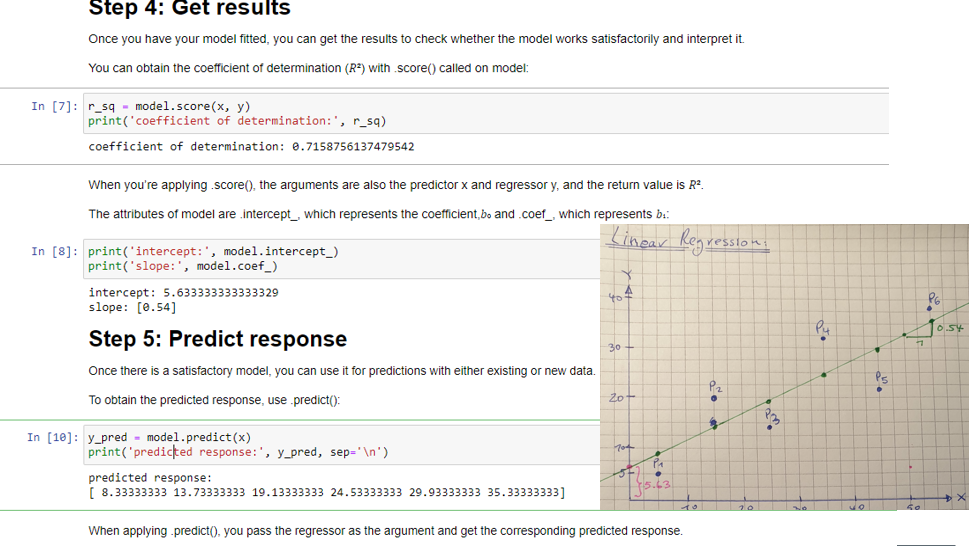 Step 4: Get results
Once you have your model fitted, you can get the results to check whether the model works satisfactorily and interpret it.
You can obtain the coefficient of determination (R²) with .score() called on model:
In [7]: r_sq = model.score(x, y)
print('coefficient of determination:', r_sq)
coefficient of determination: 0.7158756137479542
When you're applying .score(), the arguments are also the predictor x and regressor y, and the return value is R².
The attributes of model are .intercept_, which represents the coefficient,b₀ and .coef_, which represents b₁:
In [8]: print('intercept:', model.intercept_)
print('slope:', model.coef_)
intercept: 5.633333333333329
slope: [0.54]
Step 5: Predict response
Once there is a satisfactory model, you can use it for predictions with either existing or new data.
To obtain the predicted response, use .predict():
In [10]: y_pred = model.predict(x)
print('predicted response:', y_pred, sep='\n')
predicted response:
[ 8.33333333 13.73333333 19.13333333 24.53333333 29.93333333 35.33333333]
When applying .predict(), you pass the regressor as the argument and get the corresponding predicted response.
Linear Regression:
Y
40
P6
P4
0.54
1
30
P5
P2
20
P3
10
P1
5
5.63
X
10 20 30 40 50